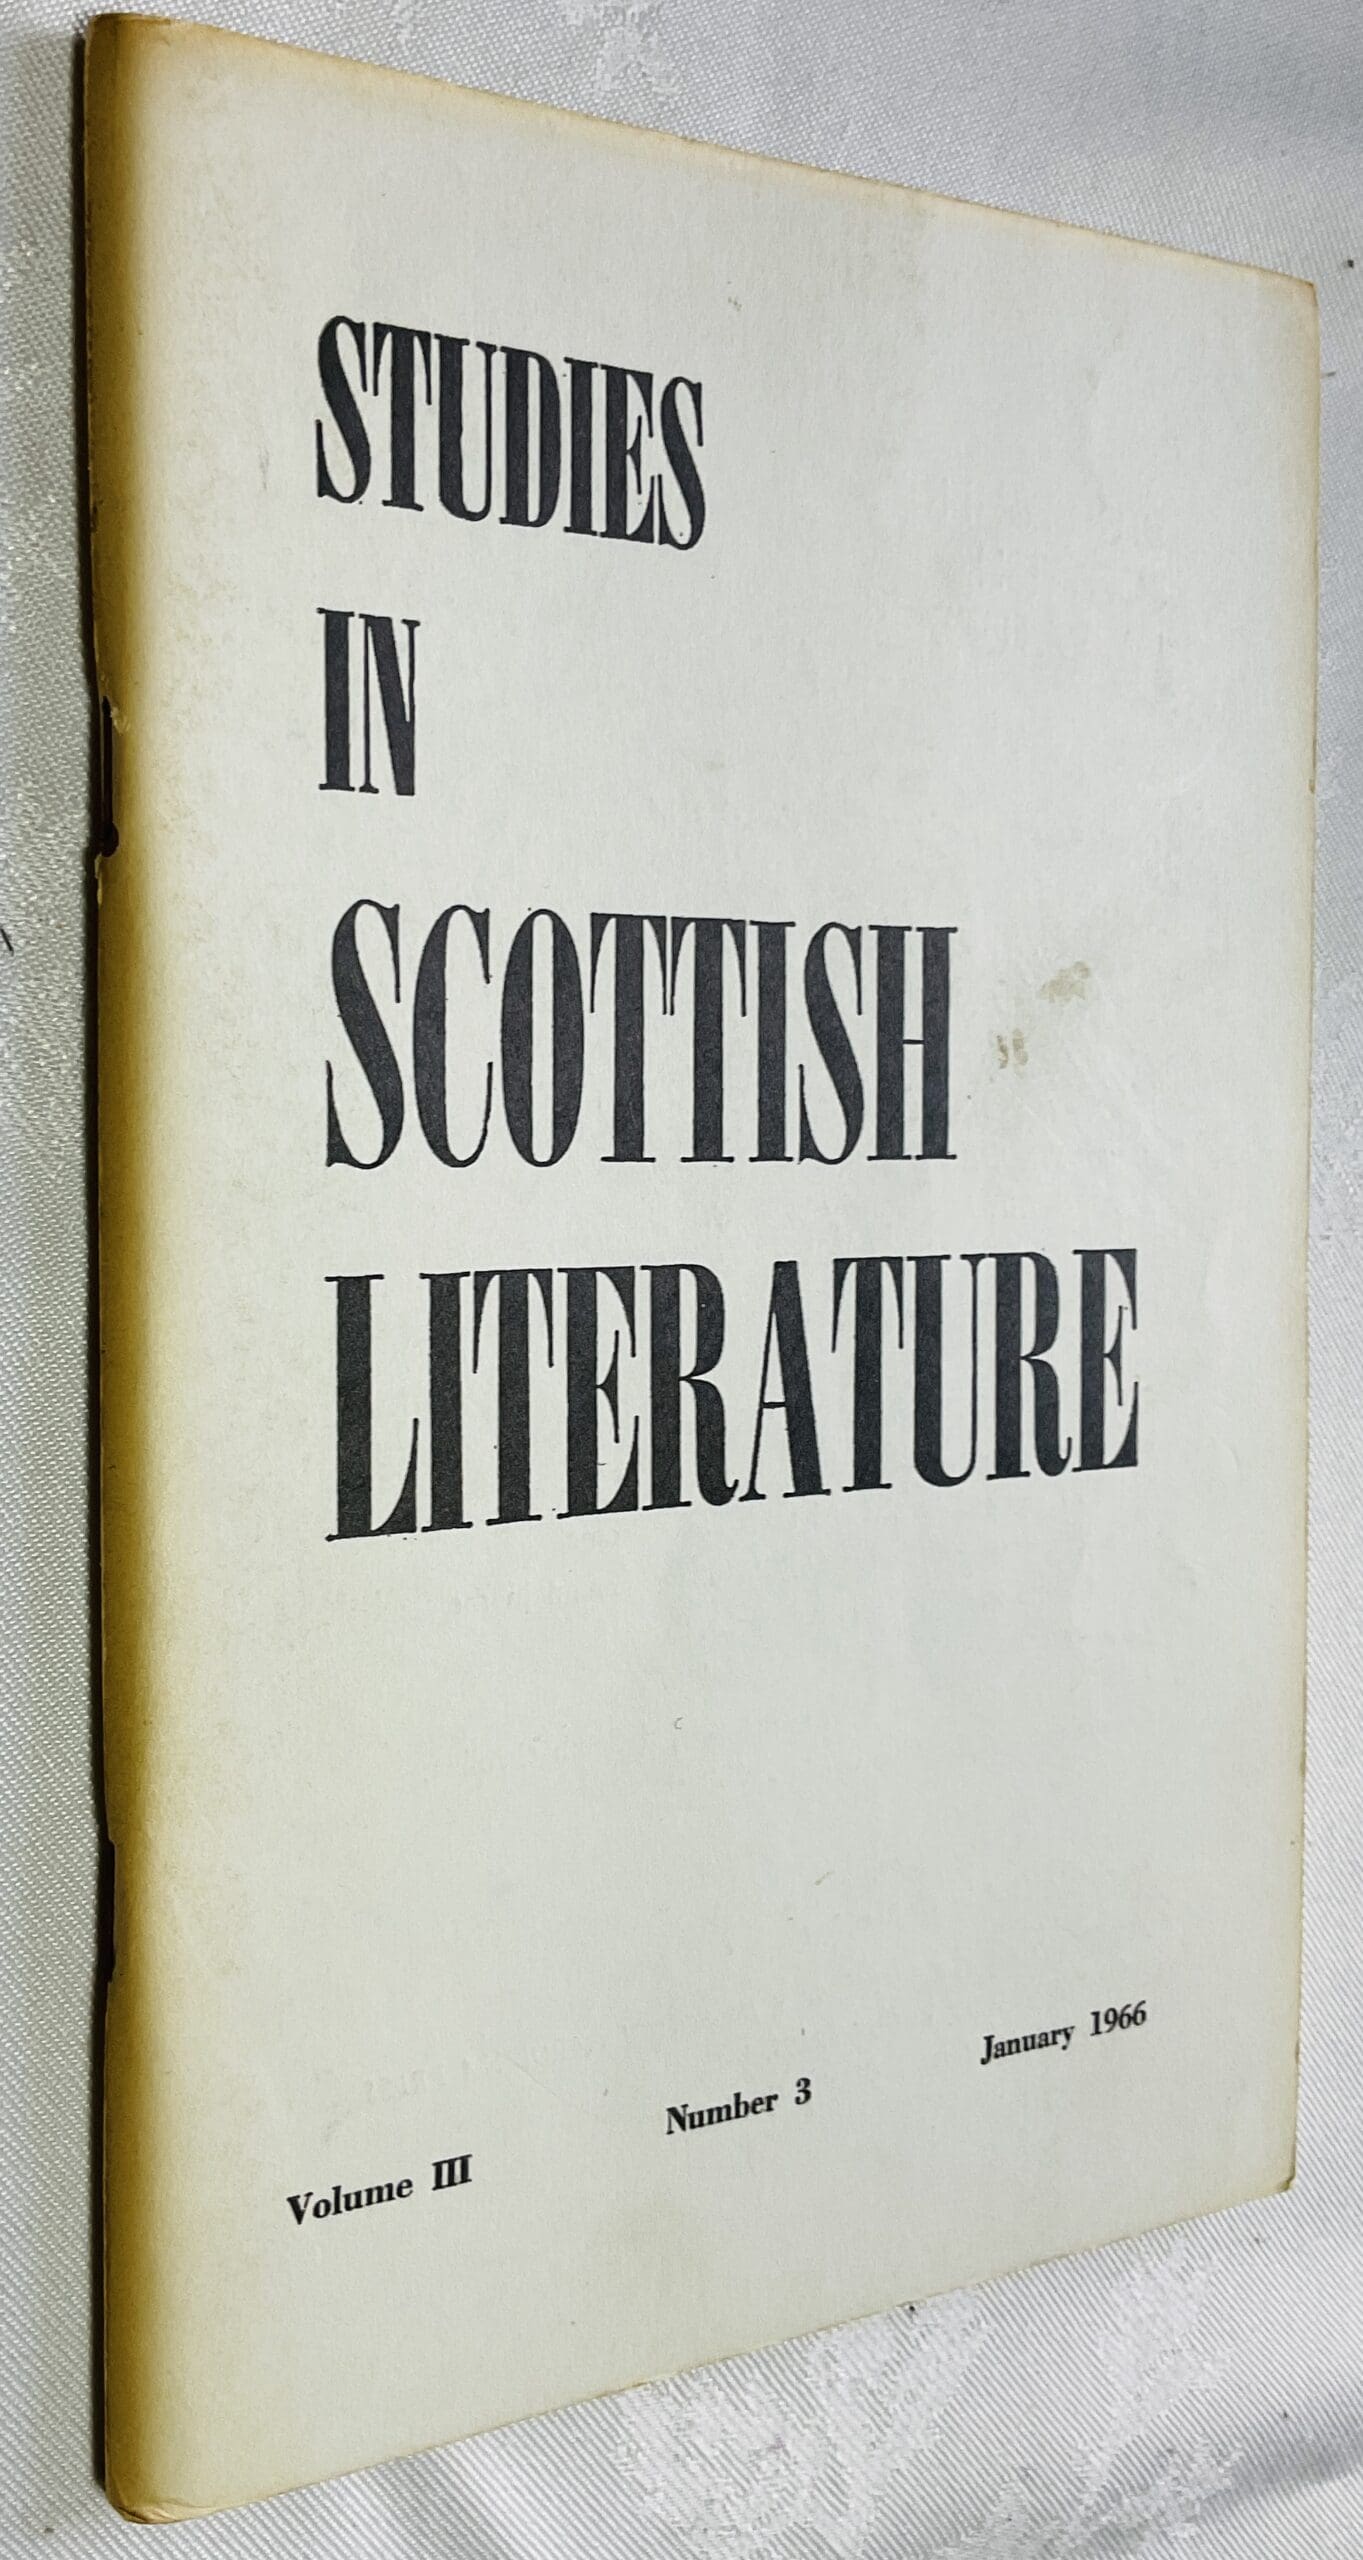 STUDIES
IN
SCOTTISH
LITERATURE
Volume III Number 3 January 1966